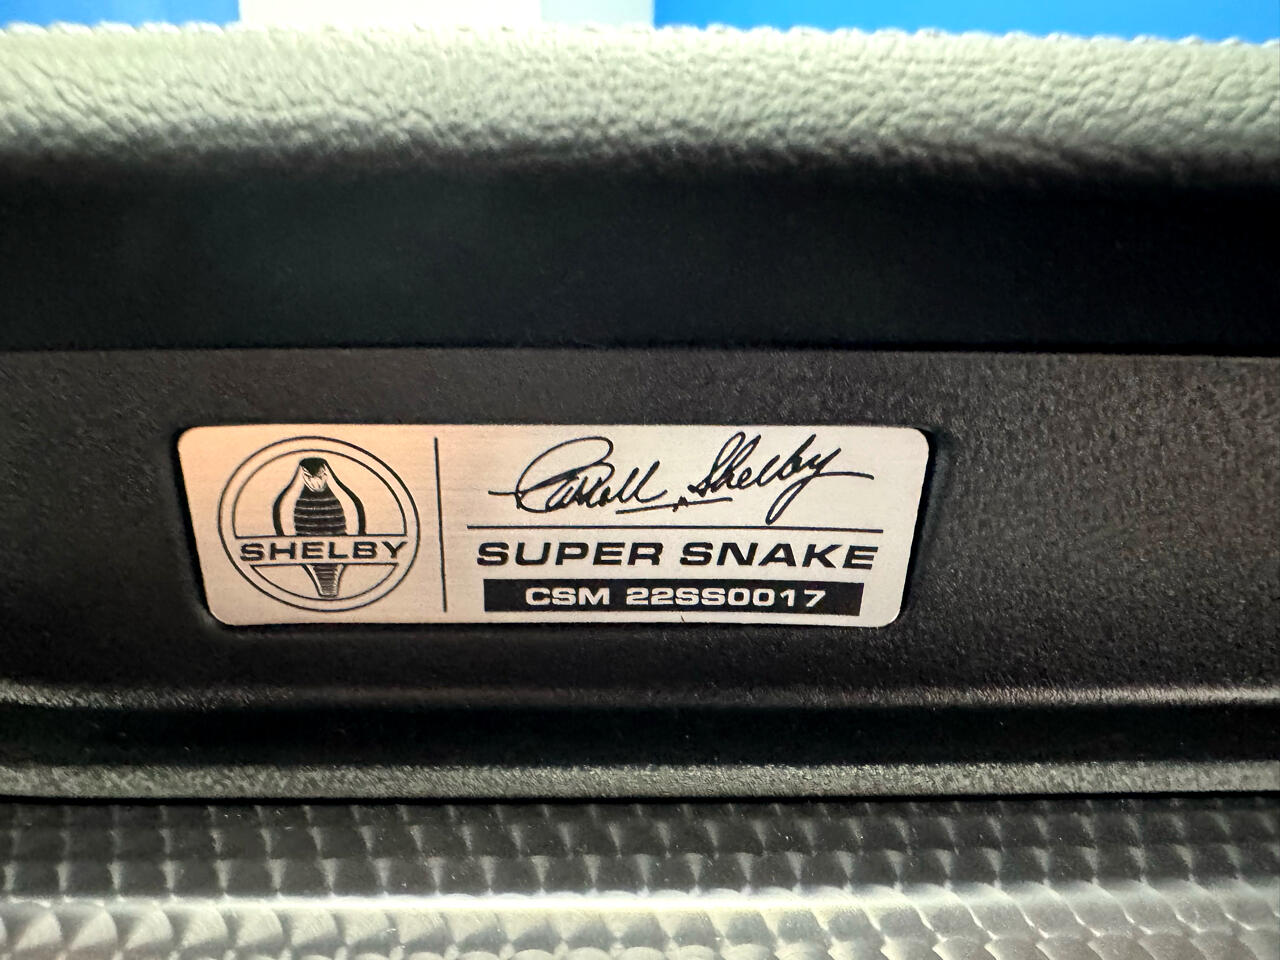 SHELBY
Carroll Shelby
SUPER SNAKE
CSM 22SS0017